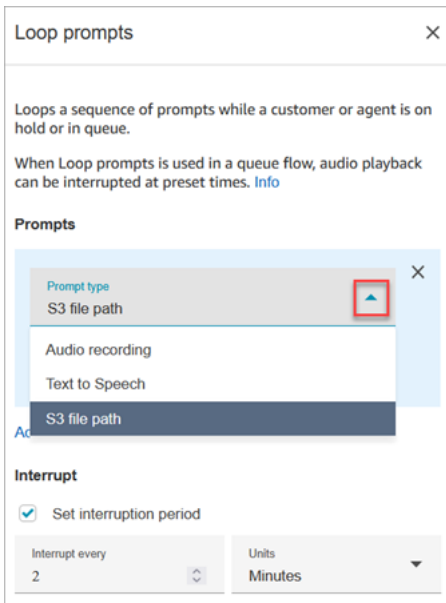 Loop prompts
Loops a sequence of prompts while a customer or agent is on
hold or in queue.
When Loop prompts is used in a queue flow, audio playback
can be interrupted at preset times. Info
Prompts
Prompt type
S3 file path
Audio recording
Text to Speech
S3 file path
Interrupt
Set interruption period
Interrupt every
2
Units
Minutes